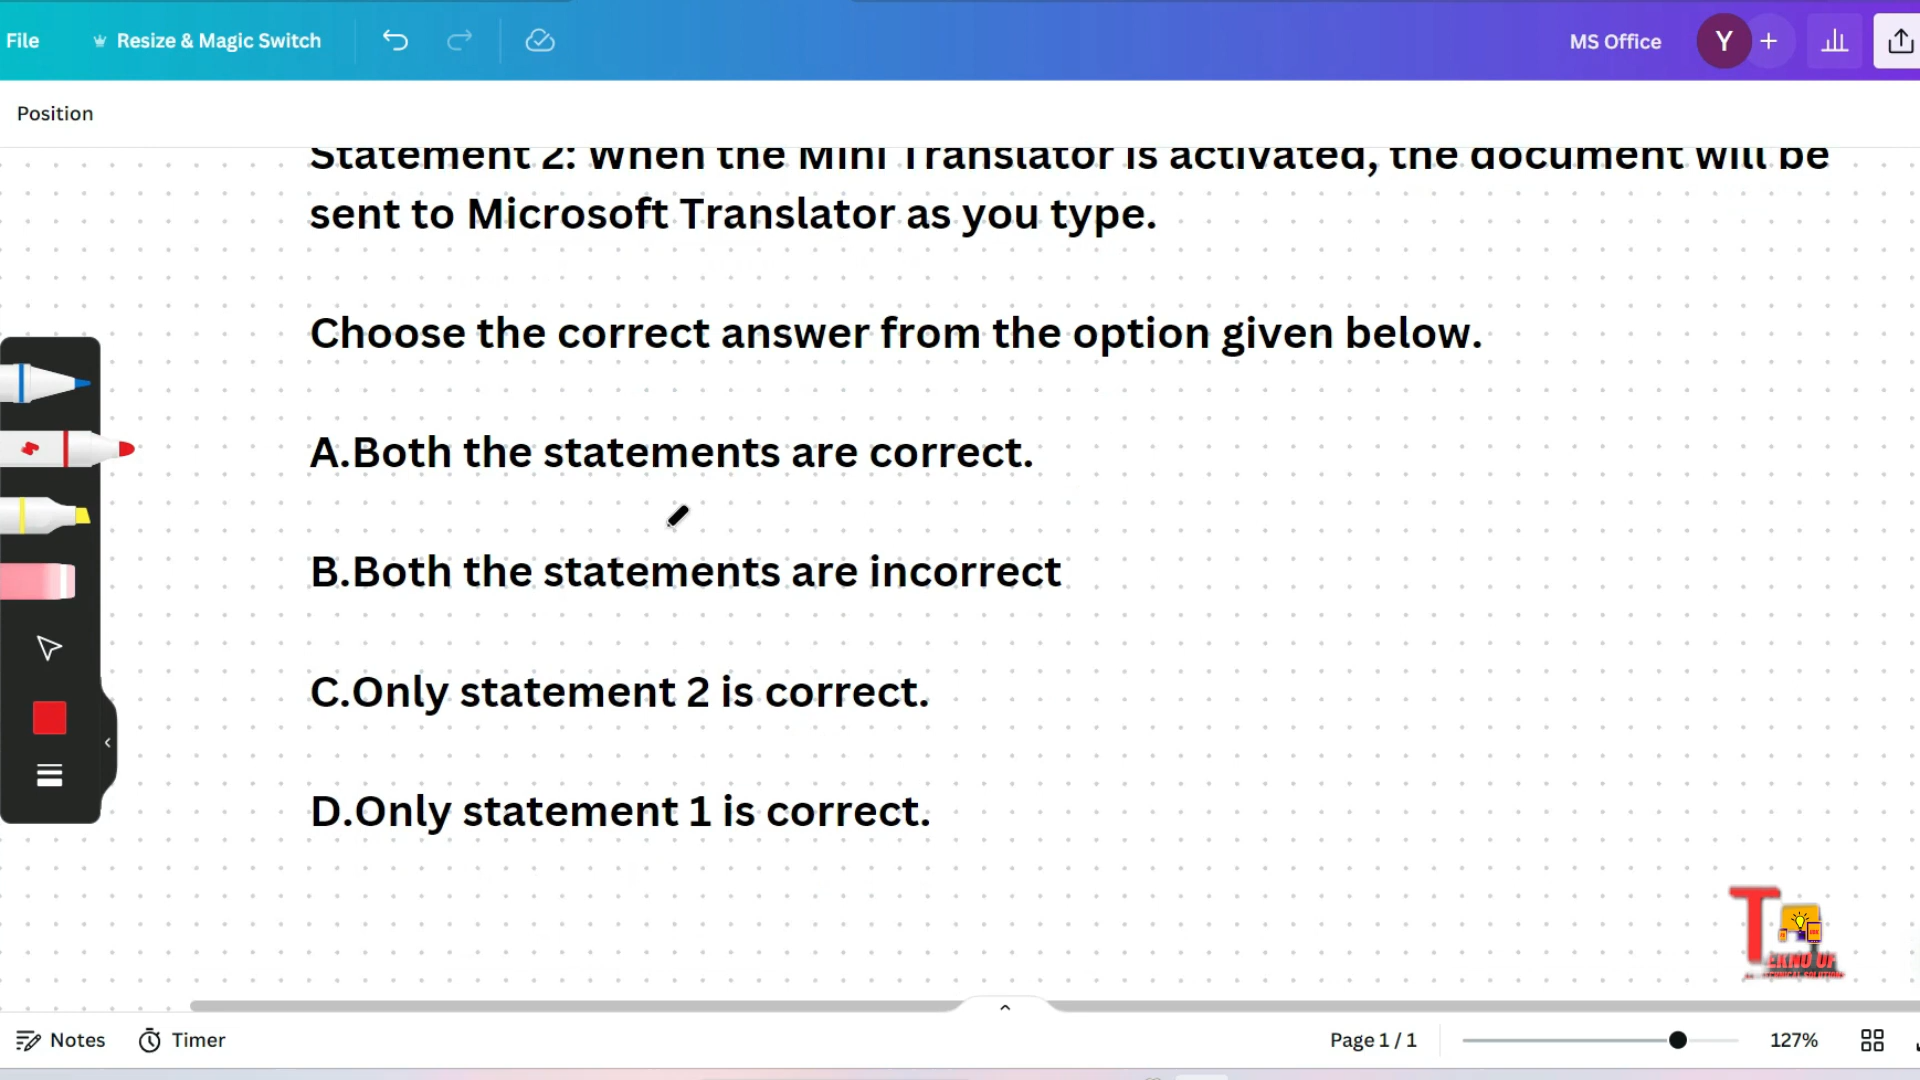 File Resize & Magic Switch MS Office Y +
Position
Statement 2: When the Mini Translator is activated, the document will be
sent to Microsoft Translator as you type.
Choose the correct answer from the option given below.
A.Both the statements are correct.
B.Both the statements are incorrect
C.Only statement 2 is correct.
D.Only statement 1 is correct.
Notes Timer Page 1 / 1 127%